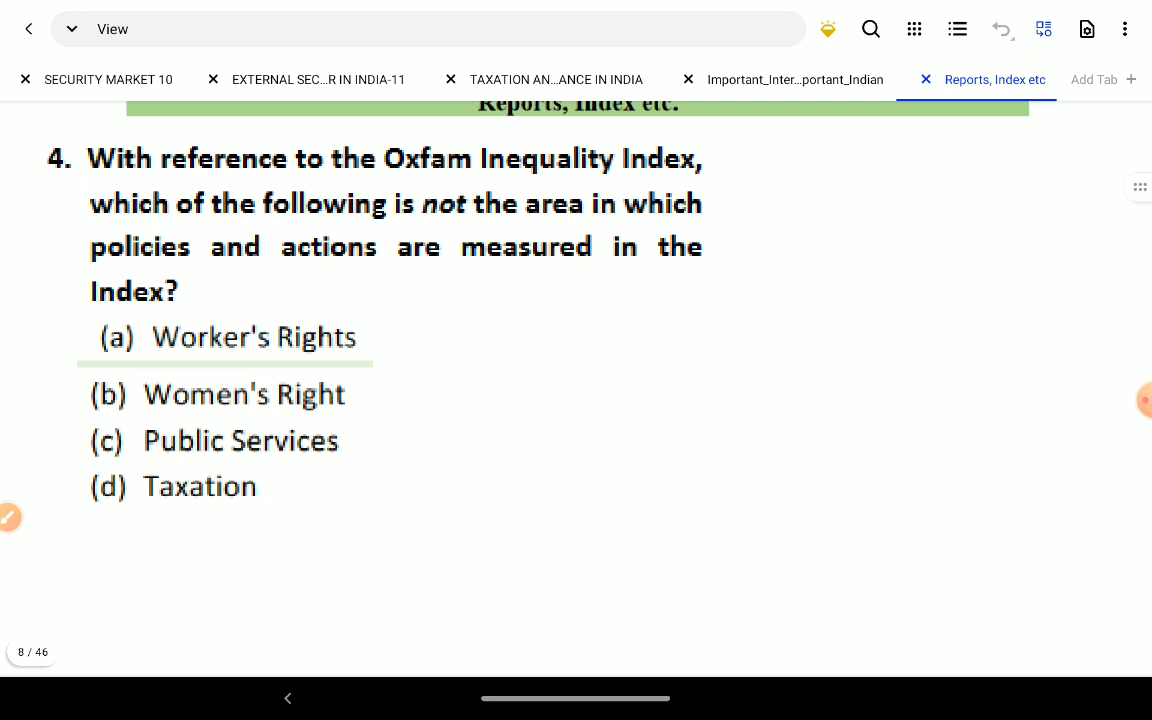 View
SECURITY MARKET 10
EXTERNAL SEC...R IN INDIA-11
TAXATION AN...ANCE IN INDIA
Important_Inter...portant_Indian
Reports, Index etc
Add Tab +
Reports, Index etc.
4. With reference to the Oxfam Inequality Index,
which of the following is not the area in which
policies and actions are measured in the
Index?
(a) Worker's Rights
(b) Women's Right
(c) Public Services
(d) Taxation
8 / 46